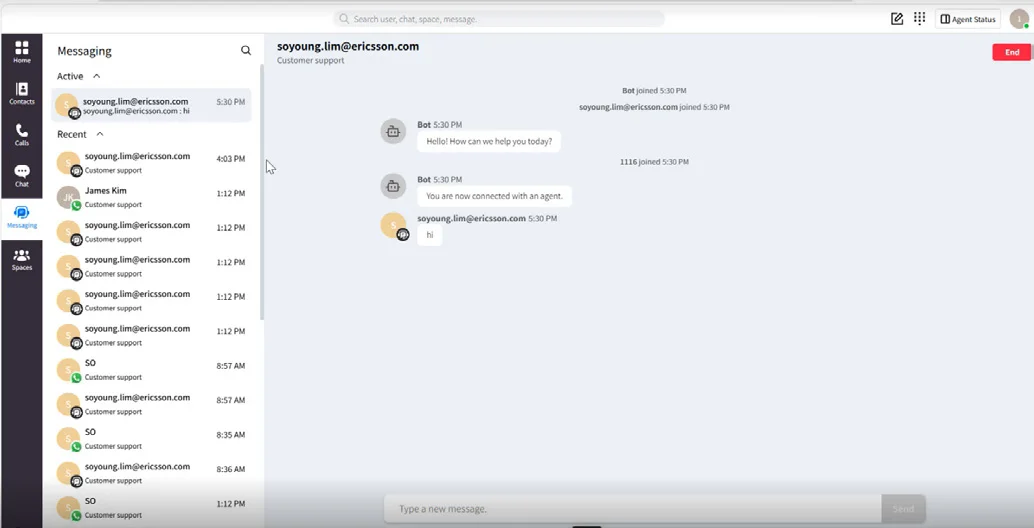 Search user, chat, space, message.
Agent Status
1
Home
Contacts
Calls
Chat
Messaging
Spaces
Messaging
Active
S
soyoung.lim@ericsson.com 5:30 PM
soyoung.lim@ericsson.com : hi
Recent
S
soyoung.lim@ericsson.com 4:03 PM
Customer support
JK
James Kim 1:12 PM
Customer support
S
soyoung.lim@ericsson.com 1:12 PM
Customer support
S
soyoung.lim@ericsson.com 1:12 PM
Customer support
S
soyoung.lim@ericsson.com 1:12 PM
Customer support
S
soyoung.lim@ericsson.com 1:12 PM
Customer support
S
SO 8:57 AM
Customer support
S
soyoung.lim@ericsson.com 8:57 AM
Customer support
S
SO 8:35 AM
Customer support
S
soyoung.lim@ericsson.com 8:36 AM
Customer support
S
SO 1:12 PM
Customer support
soyoung.lim@ericsson.com
Customer support
End
Bot joined 5:30 PM
soyoung.lim@ericsson.com joined 5:30 PM
Bot 5:30 PM
Hello! How can we help you today?
1116 joined 5:30 PM
Bot 5:30 PM
You are now connected with an agent.
S
soyoung.lim@ericsson.com 5:30 PM
hi
Type a new message.
Send